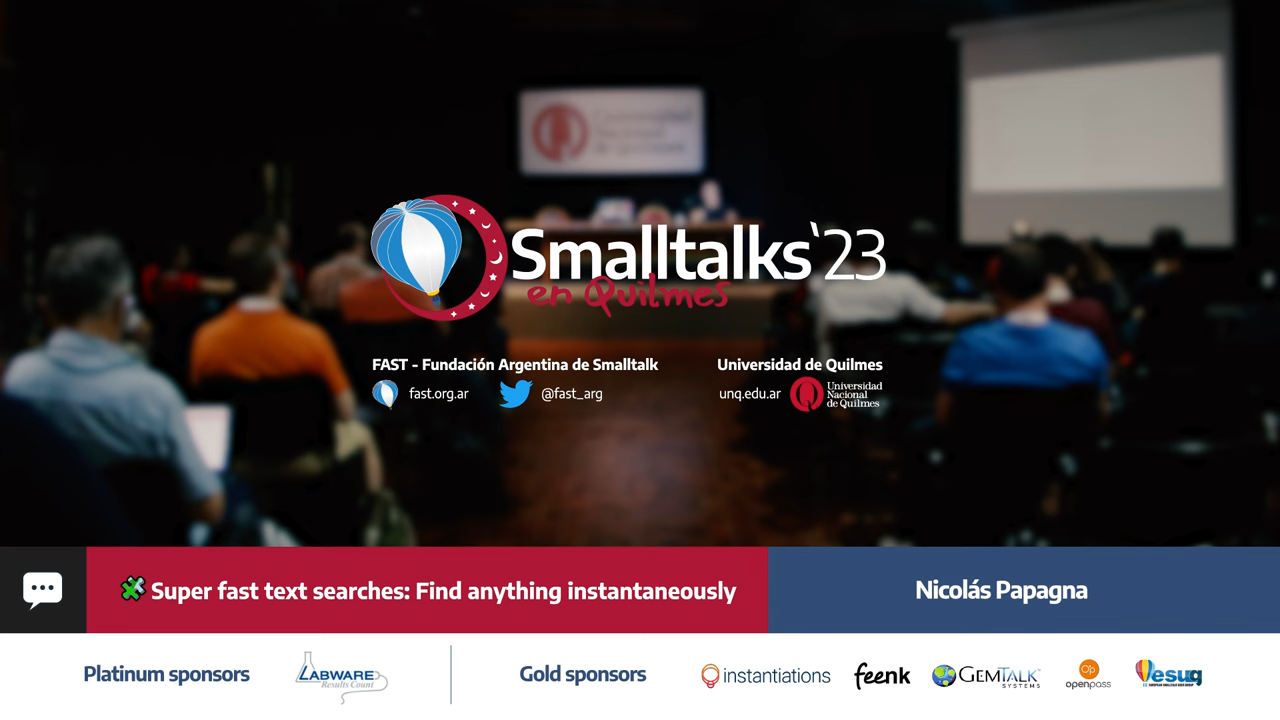 Smalltalks`23
en Quilmes
FAST - Fundación Argentina de Smalltalk
fast.org.ar
@fast_arg
Universidad de Quilmes
unq.edu.ar
Universidad
Nacional
de Quilmes
Super fast text searches: Find anything instantaneously
Nicolás Papagna
Platinum sponsors
LABWARE
Results Count
Gold sponsors
instantiations
feenk
GEMTALK
SYSTEMS
openpass
esug